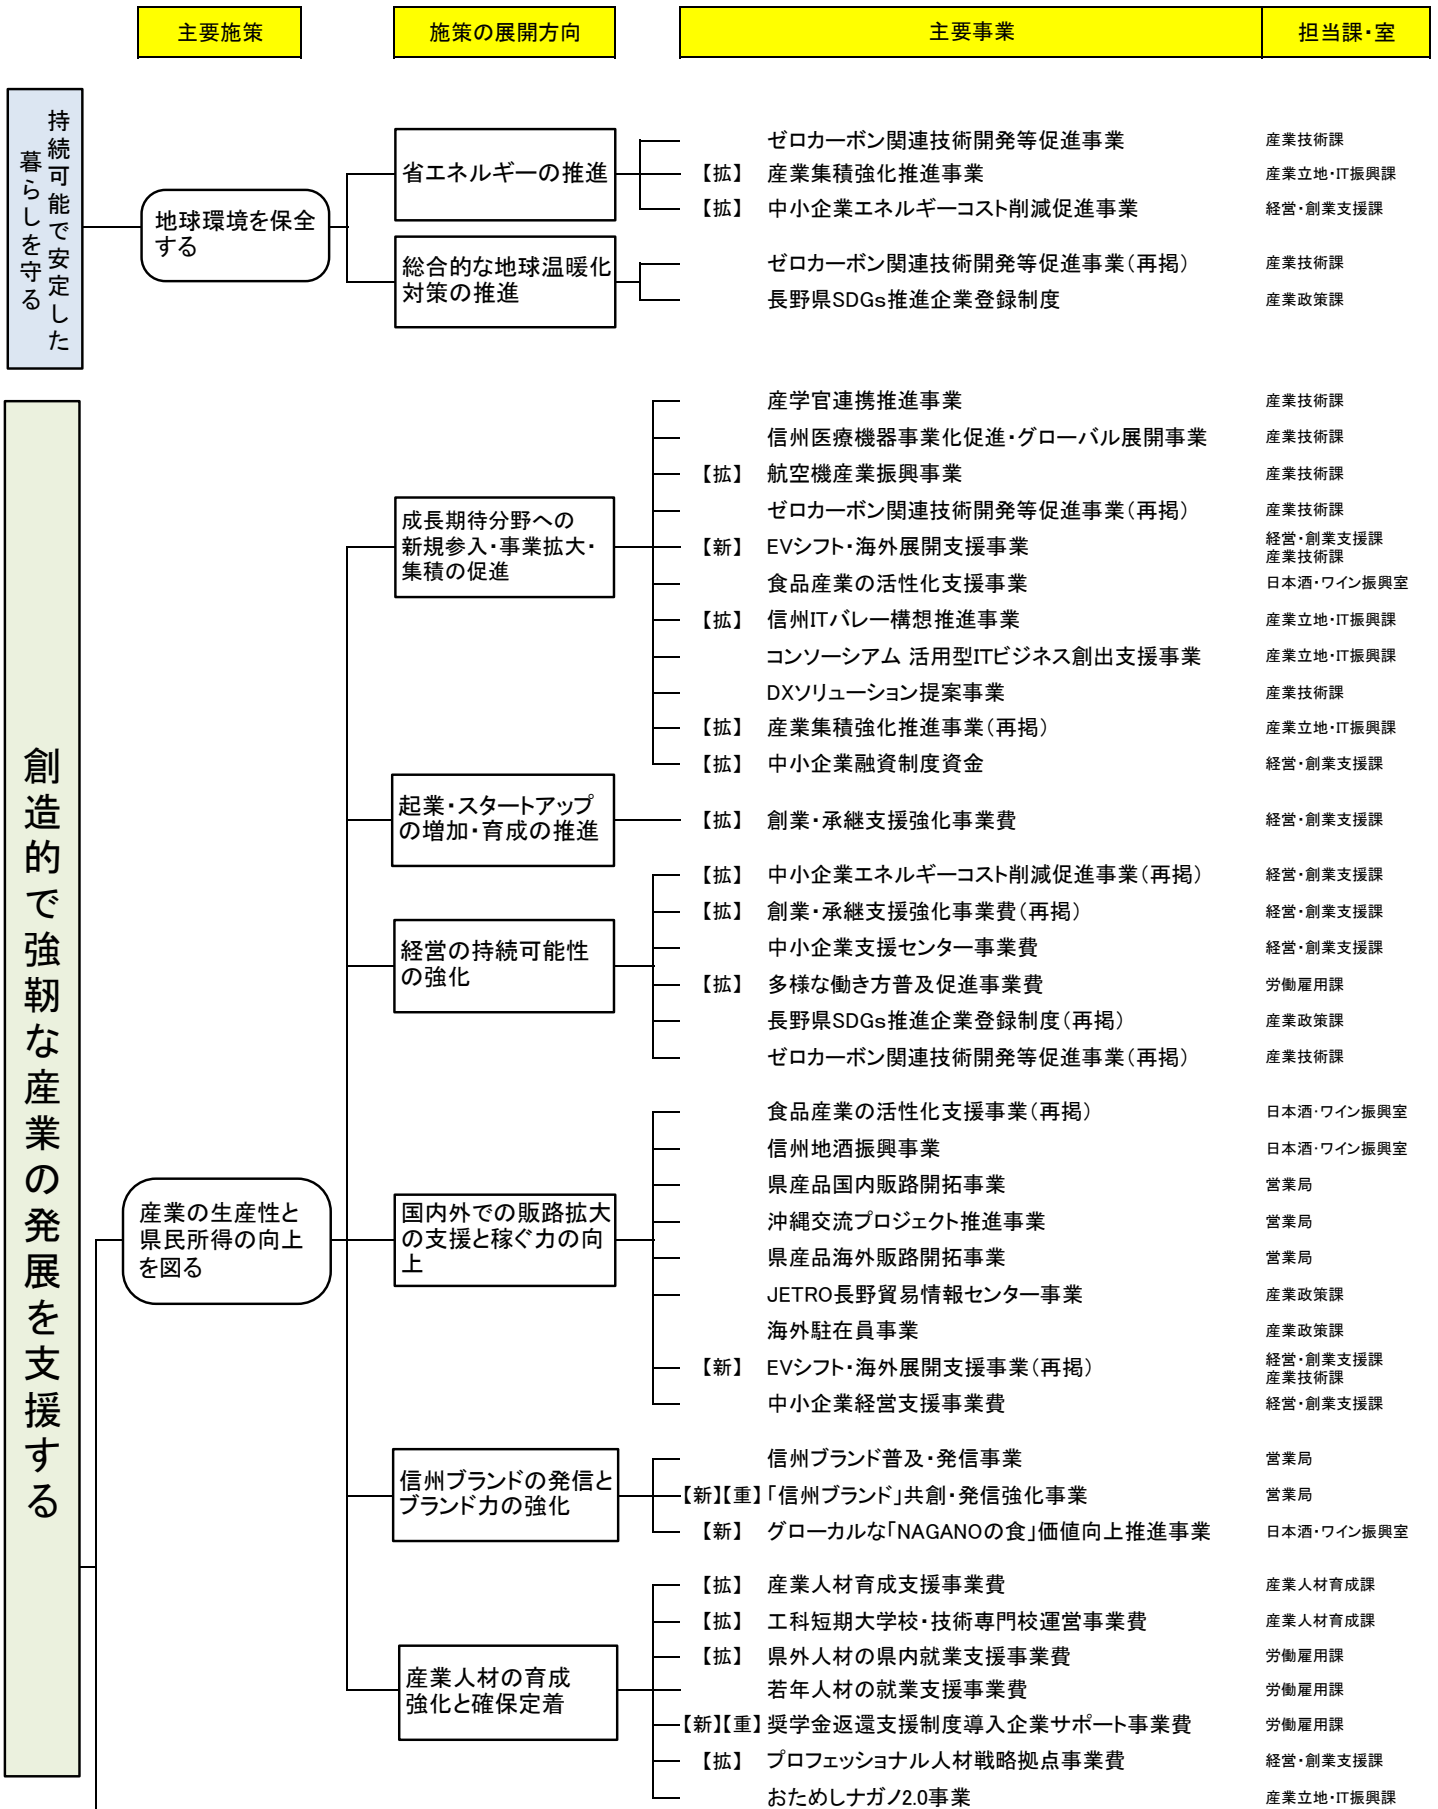 主要施策 施策の展開方向 主要事業 担当課・室
持続可能で安定した
暮らしを守る
地球環境を保全
する
省エネルギーの推進
ゼロカーボン関連技術開発等促進事業 産業技術課
【拡】 産業集積強化推進事業 産業立地・IT振興課
【拡】 中小企業エネルギーコスト削減促進事業 経営・創業支援課
総合的な地球温暖化
対策の推進
ゼロカーボン関連技術開発等促進事業(再掲) 産業技術課
長野県SDGs推進企業登録制度 産業政策課
創造的で強靭な産業の発展を支援する
産業の生産性と
県民所得の向上
を図る
成長期待分野への
新規参入・事業拡大・
集積の促進
産学官連携推進事業 産業技術課
信州医療機器事業化促進・グローバル展開事業 産業技術課
【拡】 航空機産業振興事業 産業技術課
ゼロカーボン関連技術開発等促進事業(再掲) 産業技術課
【新】 EVシフト・海外展開支援事業 経営・創業支援課
産業技術課
食品産業の活性化支援事業 日本酒・ワイン振興室
【拡】 信州ITバレー構想推進事業 産業立地・IT振興課
コンソーシアム 活用型ITビジネス創出支援事業 産業立地・IT振興課
DXソリューション提案事業 産業技術課
【拡】 産業集積強化推進事業(再掲) 産業立地・IT振興課
【拡】 中小企業融資制度資金 経営・創業支援課
起業・スタートアップ
の増加・育成の推進
【拡】 創業・承継支援強化事業費 経営・創業支援課
経営の持続可能性
の強化
【拡】 中小企業エネルギーコスト削減促進事業(再掲) 経営・創業支援課
【拡】 創業・承継支援強化事業費(再掲) 経営・創業支援課
中小企業支援センター事業費 経営・創業支援課
【拡】 多様な働き方普及促進事業費 労働雇用課
長野県SDGs推進企業登録制度(再掲) 産業政策課
ゼロカーボン関連技術開発等促進事業(再掲) 産業技術課
国内外での販路拡大
の支援と稼ぐ力の向
上
食品産業の活性化支援事業(再掲) 日本酒・ワイン振興室
信州地酒振興事業 日本酒・ワイン振興室
県産品国内販路開拓事業 営業局
沖縄交流プロジェクト推進事業 営業局
県産品海外販路開拓事業 営業局
JETRO長野貿易情報センター事業 産業政策課
海外駐在員事業 産業政策課
【新】 EVシフト・海外展開支援事業(再掲) 経営・創業支援課
産業技術課
中小企業経営支援事業費 経営・創業支援課
信州ブランドの発信と
ブランド力の強化
信州ブランド普及・発信事業 営業局
【新】【重】「信州ブランド」共創・発信強化事業 営業局
【新】 グローカルな「NAGANOの食」価値向上推進事業 日本酒・ワイン振興室
産業人材の育成
強化と確保定着
【拡】 産業人材育成支援事業費 産業人材育成課
【拡】 工科短期大学校・技術専門校運営事業費 産業人材育成課
【拡】 県外人材の県内就業支援事業費 労働雇用課
若年人材の就業支援事業費 労働雇用課
【新】【重】 奨学金返還支援制度導入企業サポート事業費 労働雇用課
【拡】 プロフェッショナル人材戦略拠点事業費 経営・創業支援課
おためしナガノ2.0事業 産業立地・IT振興課